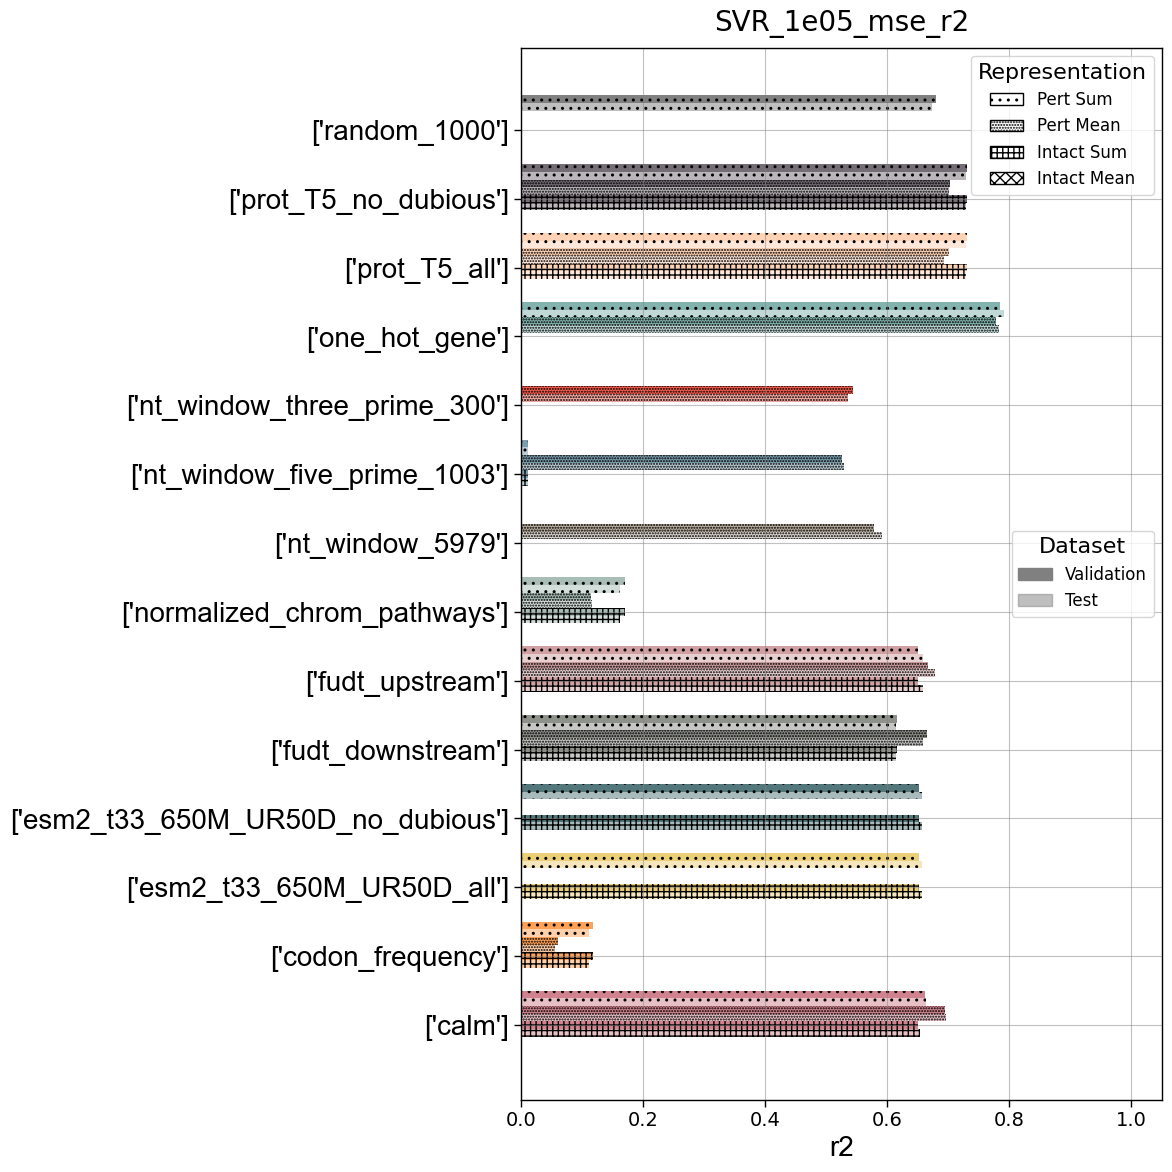 SVR_1e05_mse_r2
Representation
Pert Sum
Pert Mean
Intact Sum
Intact Mean
['random_1000']
['prot_T5_no_dubious']
['prot_T5_all']
['one_hot_gene']
['nt_window_three_prime_300']
['nt_window_five_prime_1003']
['nt_window_5979']
Dataset
Validation
Test
['normalized_chrom_pathways']
['fudt_upstream']
['fudt_downstream']
['esm2_t33_650M_UR50D_no_dubious']
['esm2_t33_650M_UR50D_all']
['codon_frequency']
['calm']
0.0 0.2 0.4 0.6 0.8 1.0
r2